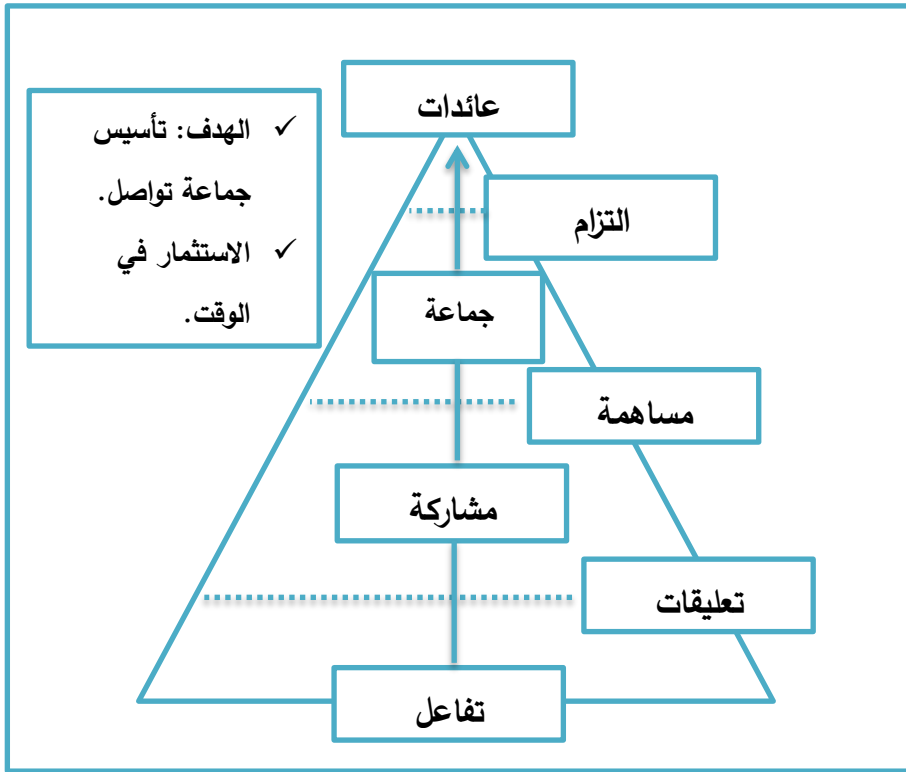 عائدات
✓ الهدف: تأسيس
جماعة تواصل.
✓ الاستثمار في
الوقت.
التزام
جماعة
مساهمة
مشاركة
تعليقات
تفاعل